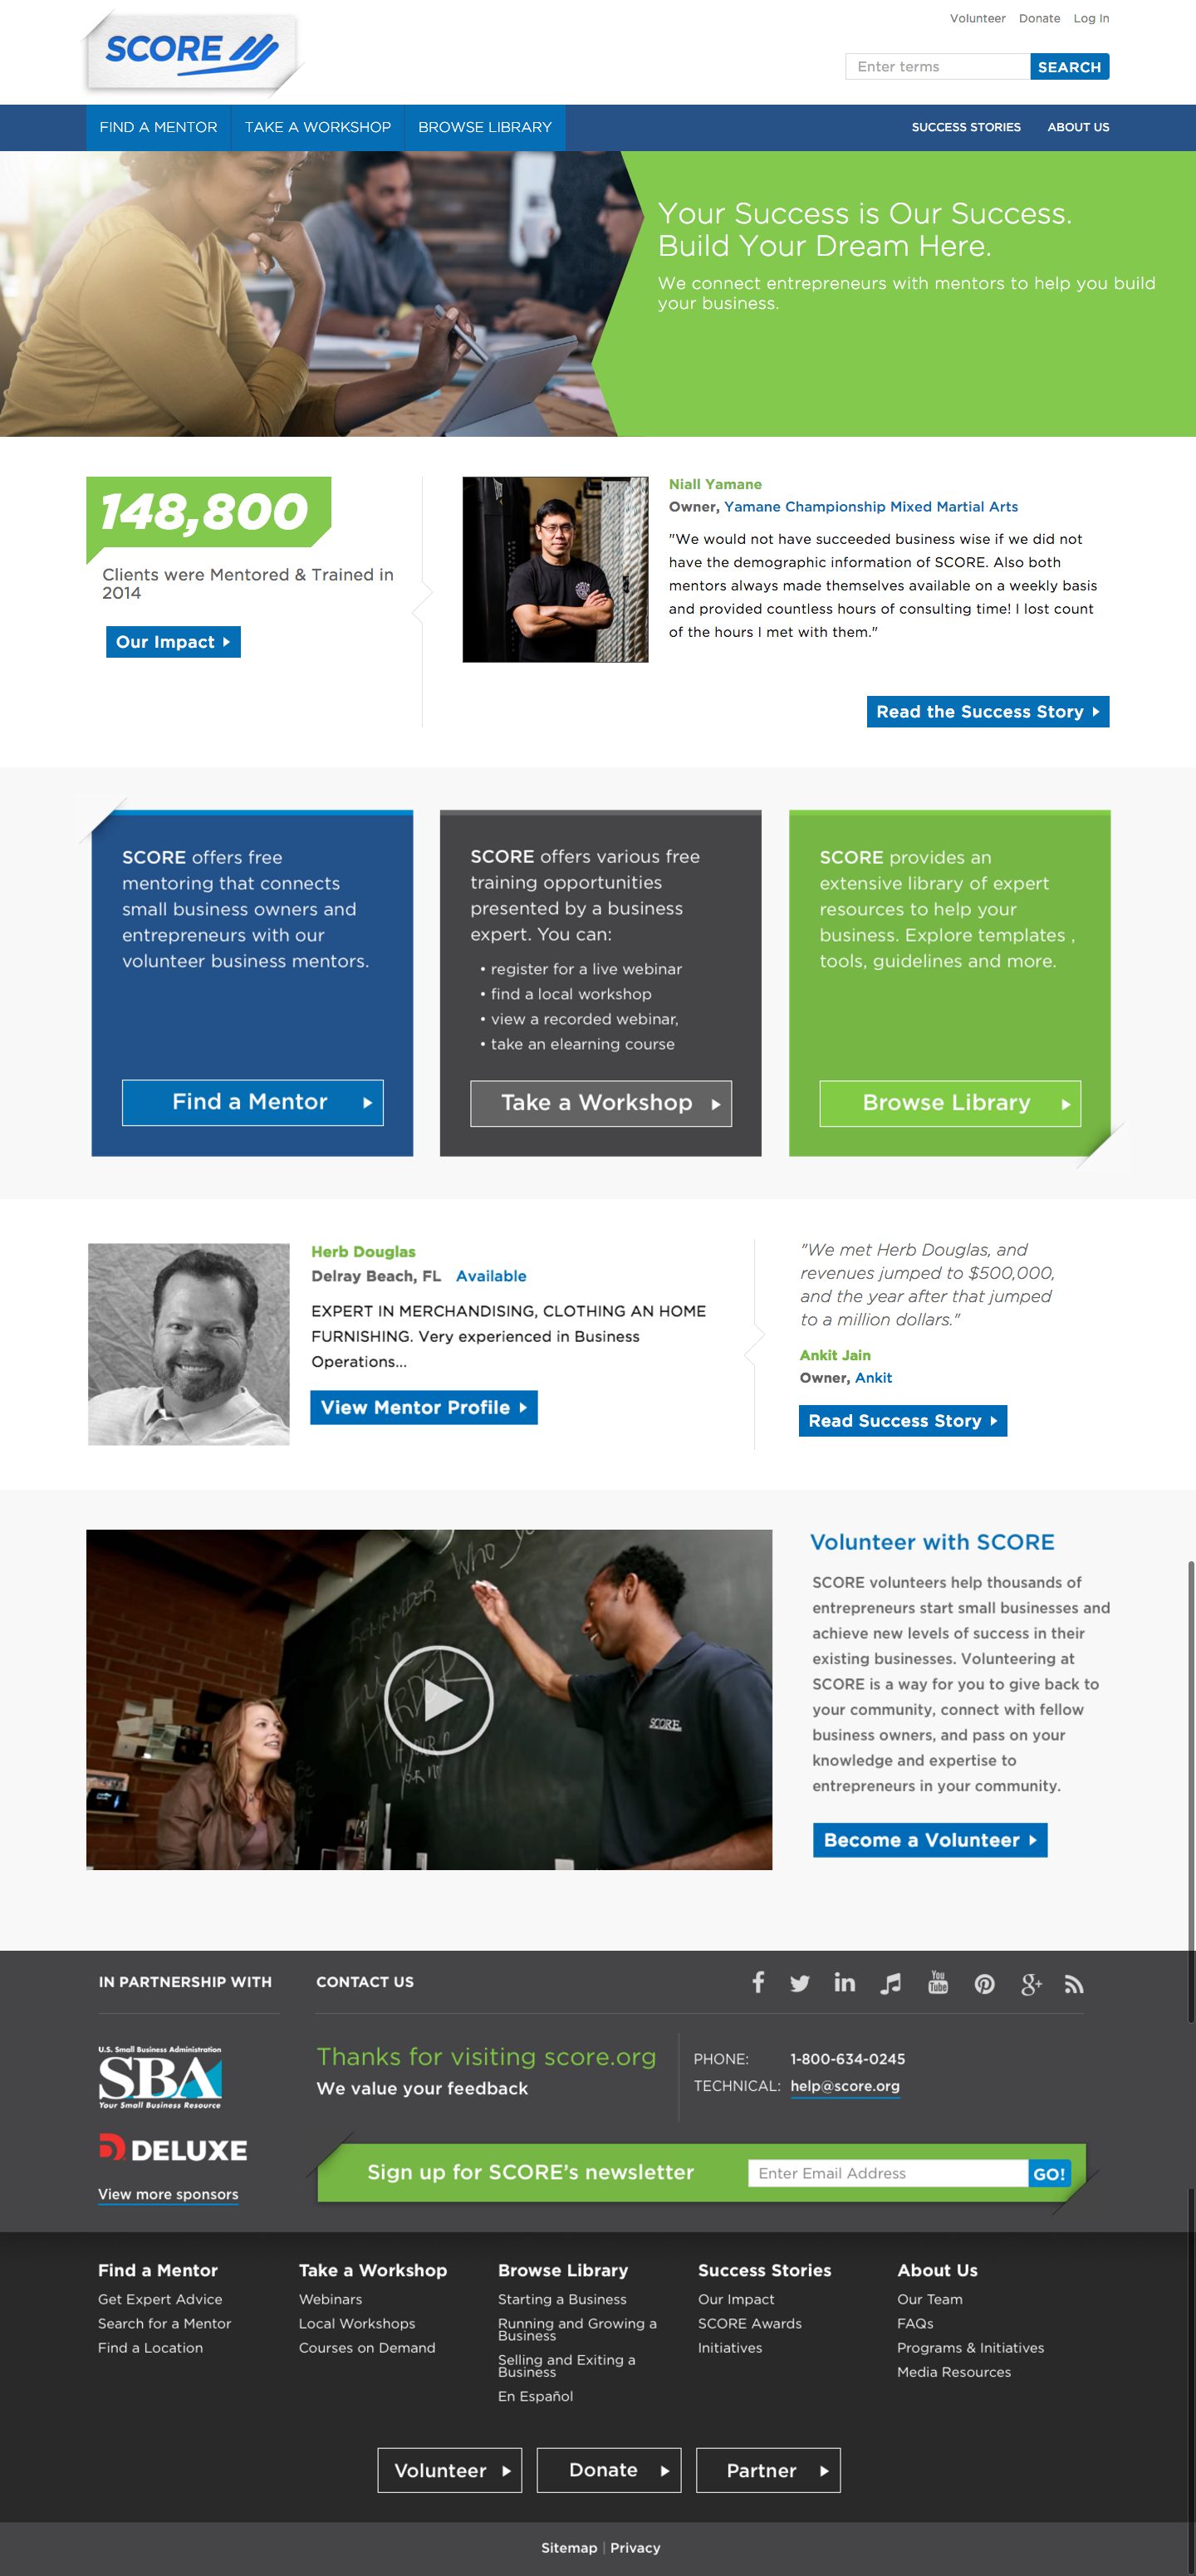 Volunteer Donate Log In
SCORE
Enter terms SEARCH
FIND A MENTOR TAKE A WORKSHOP BROWSE LIBRARY SUCCESS STORIES ABOUT US
Your Success is Our Success.
Build Your Dream Here.
We connect entrepreneurs with mentors to help you build
your business.
148,800
Clients were Mentored & Trained in
2014
Our Impact
Niall Yamane
Owner, Yamane Championship Mixed Martial Arts
"We would not have succeeded business wise if we did not
have the demographic information of SCORE. Also both
mentors always made themselves available on a weekly basis
and provided countless hours of consulting time! I lost count
of the hours I met with them."
Read the Success Story
SCORE offers free
mentoring that connects
small business owners and
entrepreneurs with our
volunteer business mentors.
Find a Mentor
SCORE offers various free
training opportunities
presented by a business
expert. You can:
• register for a live webinar
• find a local workshop
• view a recorded webinar,
• take an elearning course
Take a Workshop
SCORE provides an
extensive library of expert
resources to help your
business. Explore templates ,
tools, guidelines and more.
Browse Library
Herb Douglas
Delray Beach, FL Available
EXPERT IN MERCHANDISING, CLOTHING AN HOME
FURNISHING. Very experienced in Business
Operations...
View Mentor Profile
"We met Herb Douglas, and
revenues jumped to $500,000,
and the year after that jumped
to a million dollars."
Ankit Jain
Owner, Ankit
Read Success Story
Who
HARDER
SCORE
Volunteer with SCORE
SCORE volunteers help thousands of
entrepreneurs start small businesses and
achieve new levels of success in their
existing businesses. Volunteering at
SCORE is a way for you to give back to
your community, connect with fellow
business owners, and pass on your
knowledge and expertise to
entrepreneurs in your community.
Become a Volunteer
IN PARTNERSHIP WITH
U.S. Small Business Administration
SBA
Your Small Business Resource
DELUXE
View more sponsors
CONTACT US
You Tube
Thanks for visiting score.org
We value your feedback
PHONE: 1-800-634-0245
TECHNICAL: help@score.org
Sign up for SCORE's newsletter Enter Email Address GO!
Find a Mentor
Get Expert Advice
Search for a Mentor
Find a Location
Take a Workshop
Webinars
Local Workshops
Courses on Demand
Browse Library
Starting a Business
Running and Growing a
Business
Selling and Exiting a
Business
En Español
Success Stories
Our Impact
SCORE Awards
Initiatives
About Us
Our Team
FAQs
Programs & Initiatives
Media Resources
Volunteer Donate Partner
Sitemap | Privacy